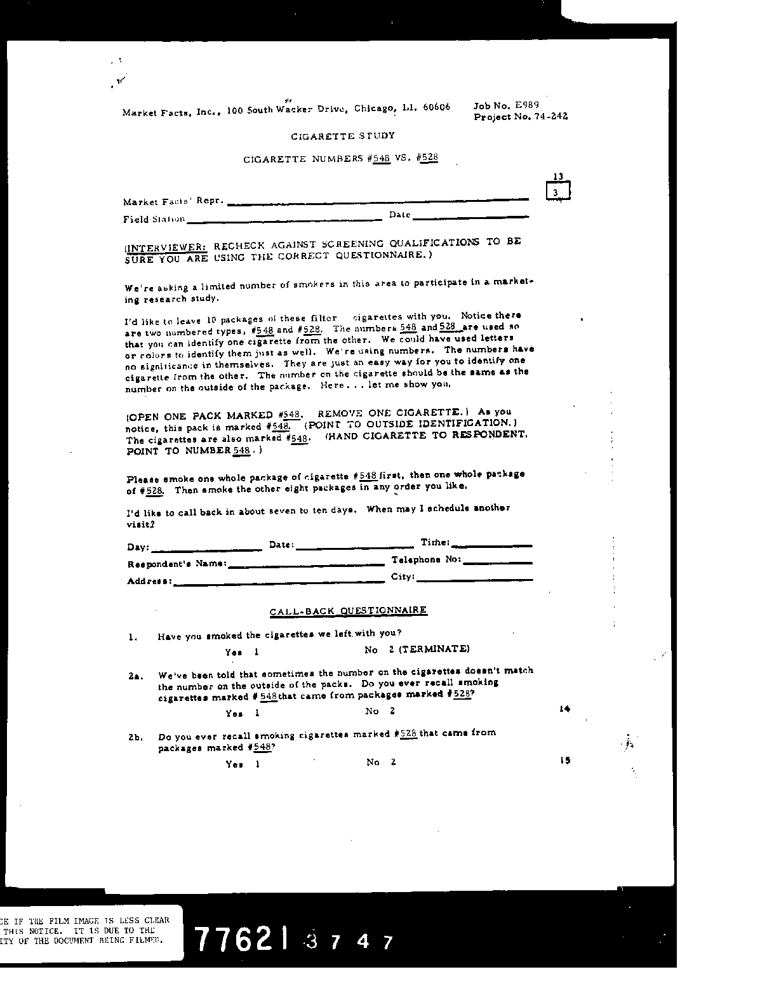 Market Facts, Inc., 100 South Wacker Drive, Chicago, Ill. 60606 Job No. E989
Project No. 74-242
CIGARETTE STUDY
CIGARETTE NUMBERS #548 VS. #528
13
3
Market Facts' Repr.
Field Station Date
(INTERVIEWER: RECHECK AGAINST SCREENING QUALIFICATIONS TO BE
SURE YOU ARE USING THE CORRECT QUESTIONNAIRE.)
We're asking a limited number of smokers in this area to participate in a market-
ing research study.
I'd like to leave 10 packages of these filter cigarettes with you. Notice there
are two numbered types, #548 and #528. The numbers 548 and 528 are used so
that you can identify one cigarette from the other. We could have used letters
or colors to identify them just as well. We're using numbers. The numbers have
no significance in themselves. They are just an easy way for you to identify one
cigarette from the other. The number on the cigarette should be the same as the
number on the outside of the package. Here . . . let me show you.
(OPEN ONE PACK MARKED #548. REMOVE ONE CIGARETTE.) As you
notice, this pack is marked #548. (POINT TO OUTSIDE IDENTIFICATION.)
The cigarettes are also marked #548. (HAND CIGARETTE TO RESPONDENT,
POINT TO NUMBER 548.)
Please smoke one whole package of cigarette #548 first, then one whole package
of #528. Then smoke the other eight packages in any order you like.
I'd like to call back in about seven to ten days. When may I schedule another
visit?
Day: Date: Time:
Respondent's Name: Telephone No:
Address: City:
CALL-BACK QUESTIONNAIRE
1. Have you smoked the cigarettes we left with you?
Yes 1 No 2 (TERMINATE)
2a. We've been told that sometimes the number on the cigarettes doesn't match
the number on the outside of the packs. Do you ever recall smoking
cigarettes marked #548 that came from packages marked #528?
Yes 1 No 2 14
2b. Do you ever recall smoking cigarettes marked #528 that came from
packages marked #548?
Yes 1 No 2 15
CE IF THE FILM IMAGE IS LESS CLEAR
THIS NOTICE. IT IS DUE TO THE
ITY OF THE DOCUMENT BEING FILMED.
77621 3747